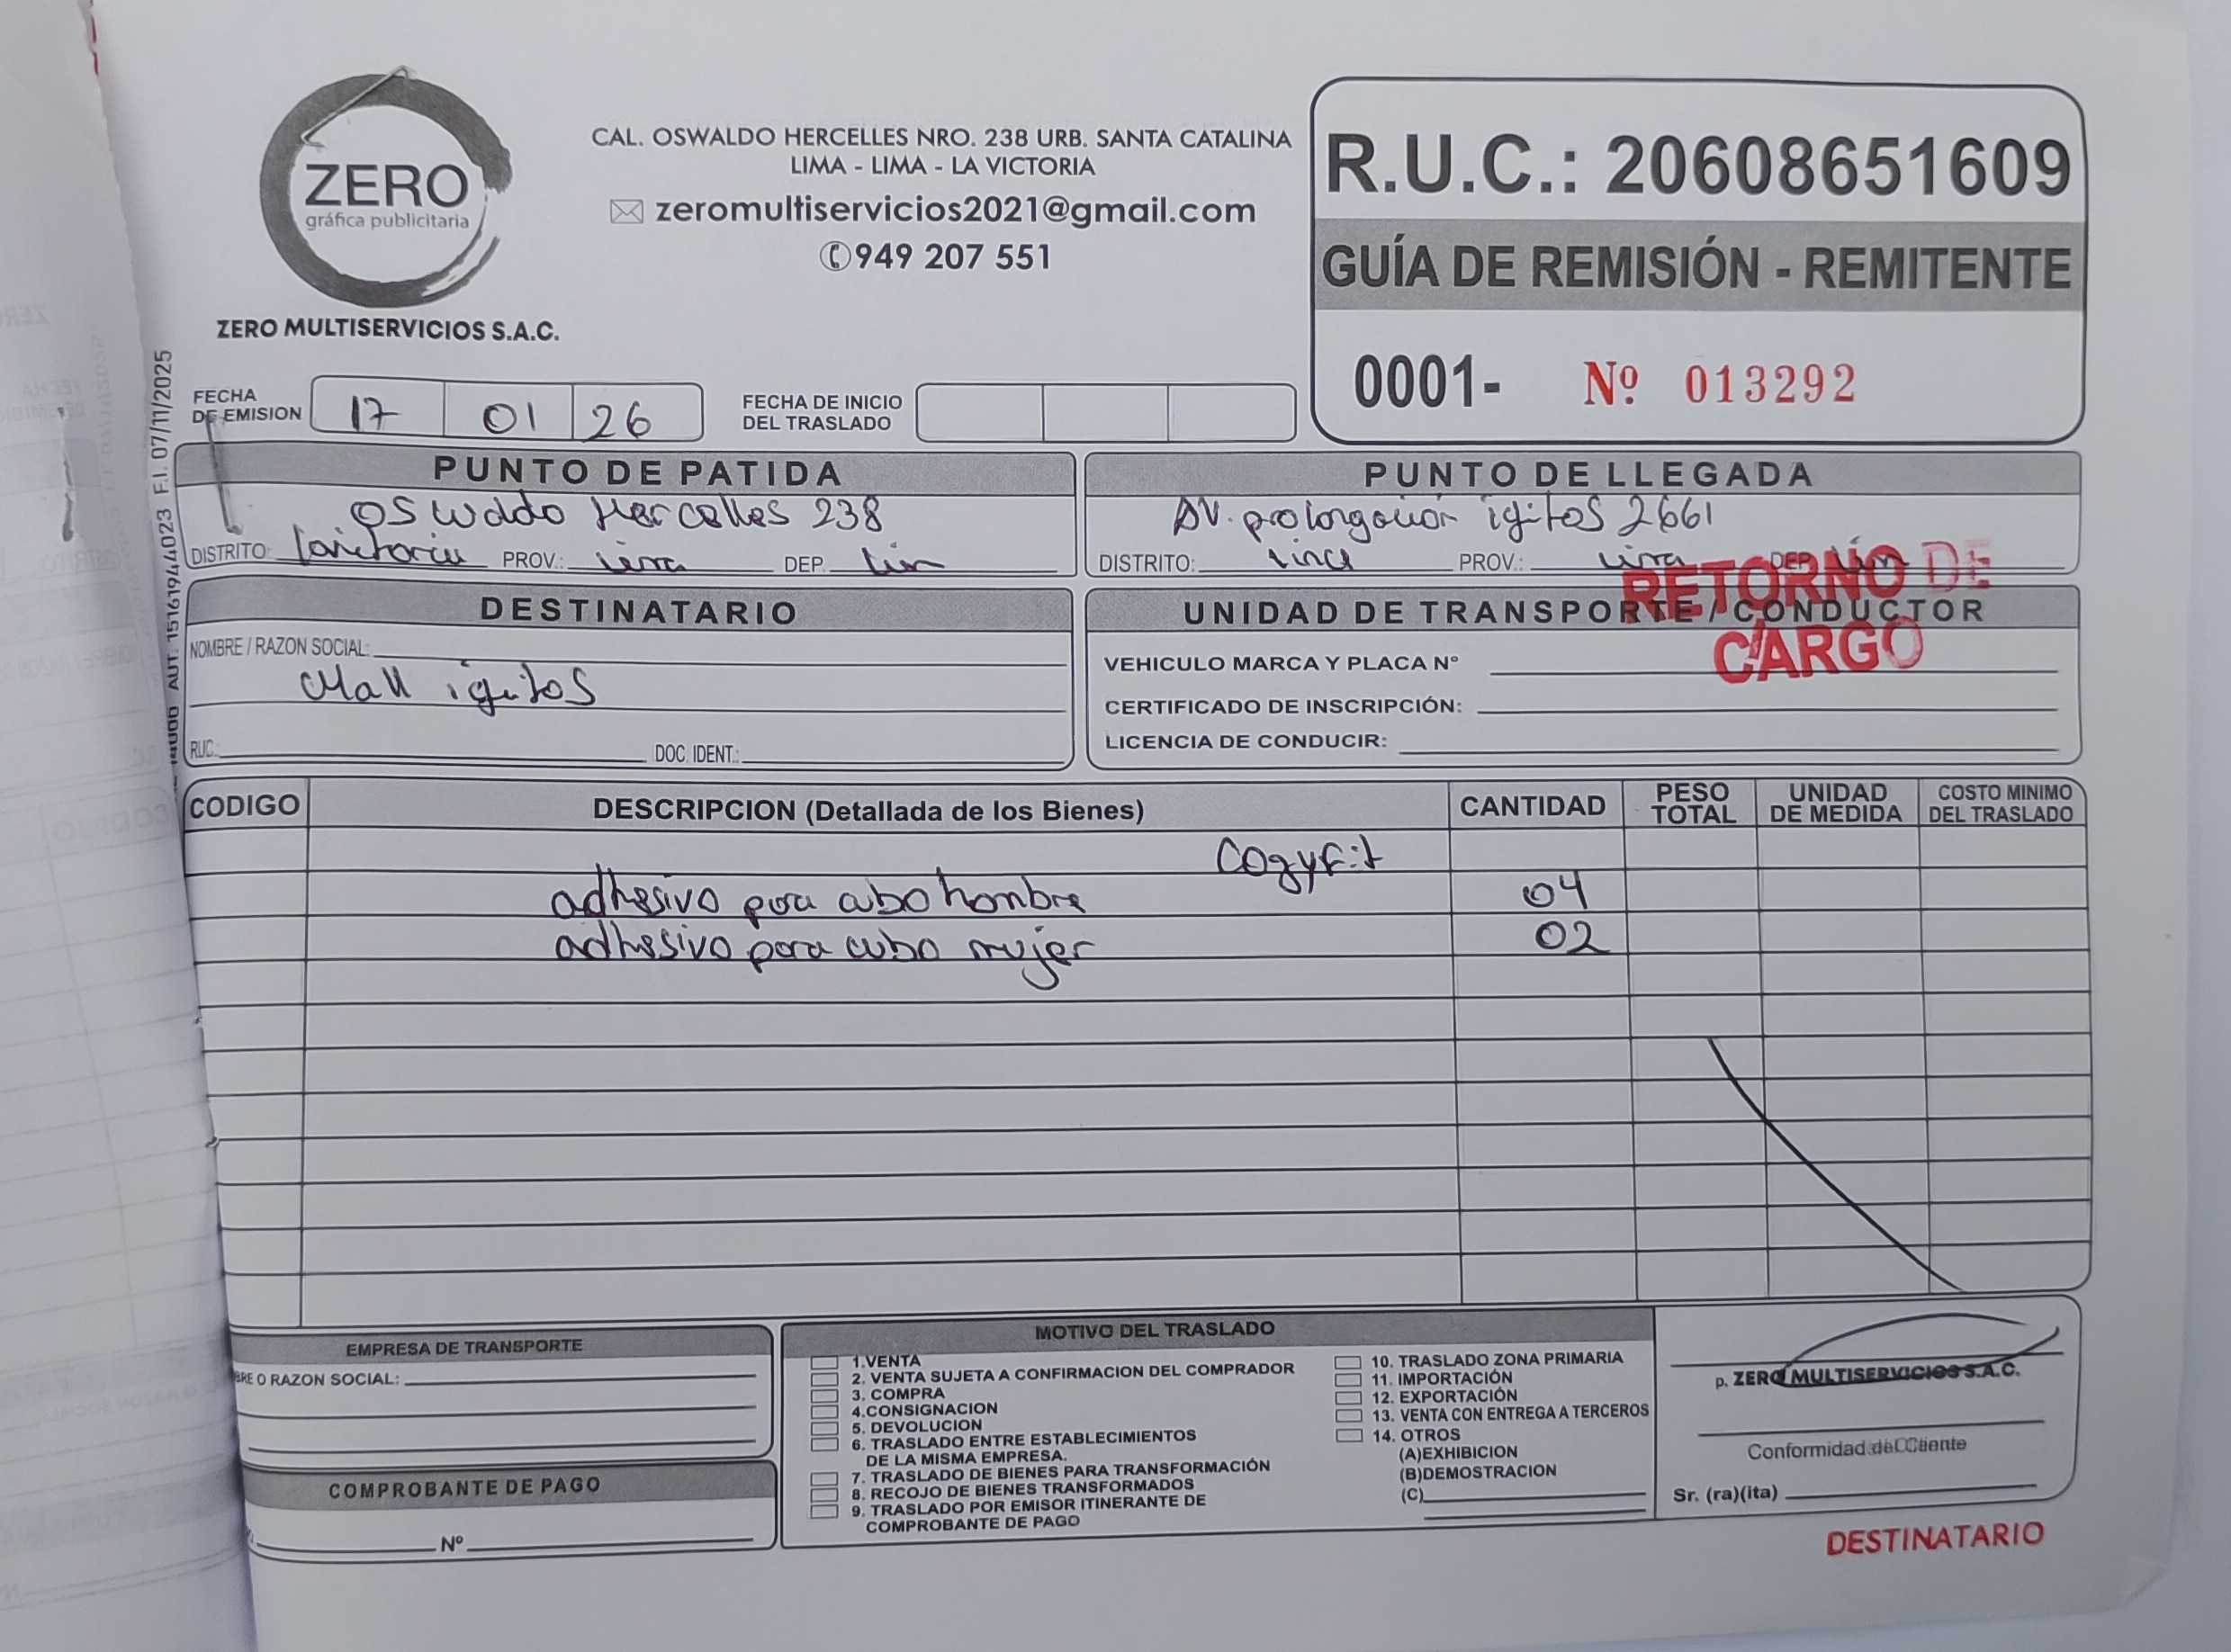 ZERO
gráfica publicitaria
ZERO MULTISERVICIOS S.A.C.
CAL. OSWALDO HERCELLES NRO. 238 URB. SANTA CATALINA
LIMA - LIMA - LA VICTORIA
zeromultiservicios2021@gmail.com
949 207 551
R.U.C.: 20608651609
GUÍA DE REMISIÓN - REMITENTE
0001- Nº 013292
AUT. 1516194/4023 F.I. 07/11/2025
FECHA DE EMISION 17 01 26
FECHA DE INICIO DEL TRASLADO
PUNTO DE PATIDA
Oswaldo Hercelles 238
DISTRITO: PROV.: Lima DEP. Lim
PUNTO DE LLEGADA
AV. prolongación iquitos 2661
DISTRITO: Lince PROV.: Lima DEP. Lim
RETORNO DE
CARGO
DESTINATARIO
NOMBRE / RAZON SOCIAL:
Mall iquitos
RUC.: DOC. IDENT.:
UNIDAD DE TRANSPORTE / CONDUCTOR
VEHICULO MARCA Y PLACA N°
CERTIFICADO DE INSCRIPCIÓN:
LICENCIA DE CONDUCIR:
CODIGO DESCRIPCION (Detallada de los Bienes) CANTIDAD PESO TOTAL UNIDAD DE MEDIDA COSTO MINIMO DEL TRASLADO
adhesivo para cubo hombre 04
adhesivo para cubo mujer 02
EMPRESA DE TRANSPORTE
BRE O RAZON SOCIAL:
COMPROBANTE DE PAGO
Nº
MOTIVO DEL TRASLADO
1.VENTA
2. VENTA SUJETA A CONFIRMACION DEL COMPRADOR
3. COMPRA
4.CONSIGNACION
5. DEVOLUCION
6. TRASLADO ENTRE ESTABLECIMIENTOS
DE LA MISMA EMPRESA.
7. TRASLADO DE BIENES PARA TRANSFORMACIÓN
8. RECOJO DE BIENES TRANSFORMADOS
9. TRASLADO POR EMISOR ITINERANTE DE
COMPROBANTE DE PAGO
10. TRASLADO ZONA PRIMARIA
11. IMPORTACIÓN
12. EXPORTACIÓN
13. VENTA CON ENTREGA A TERCEROS
14. OTROS
(A)EXHIBICION
(B)DEMOSTRACION
(C)
p. ZERO MULTISERVICIOS S.A.C.
Conformidad del Cliente
Sr. (ra)(ita)
DESTINATARIO